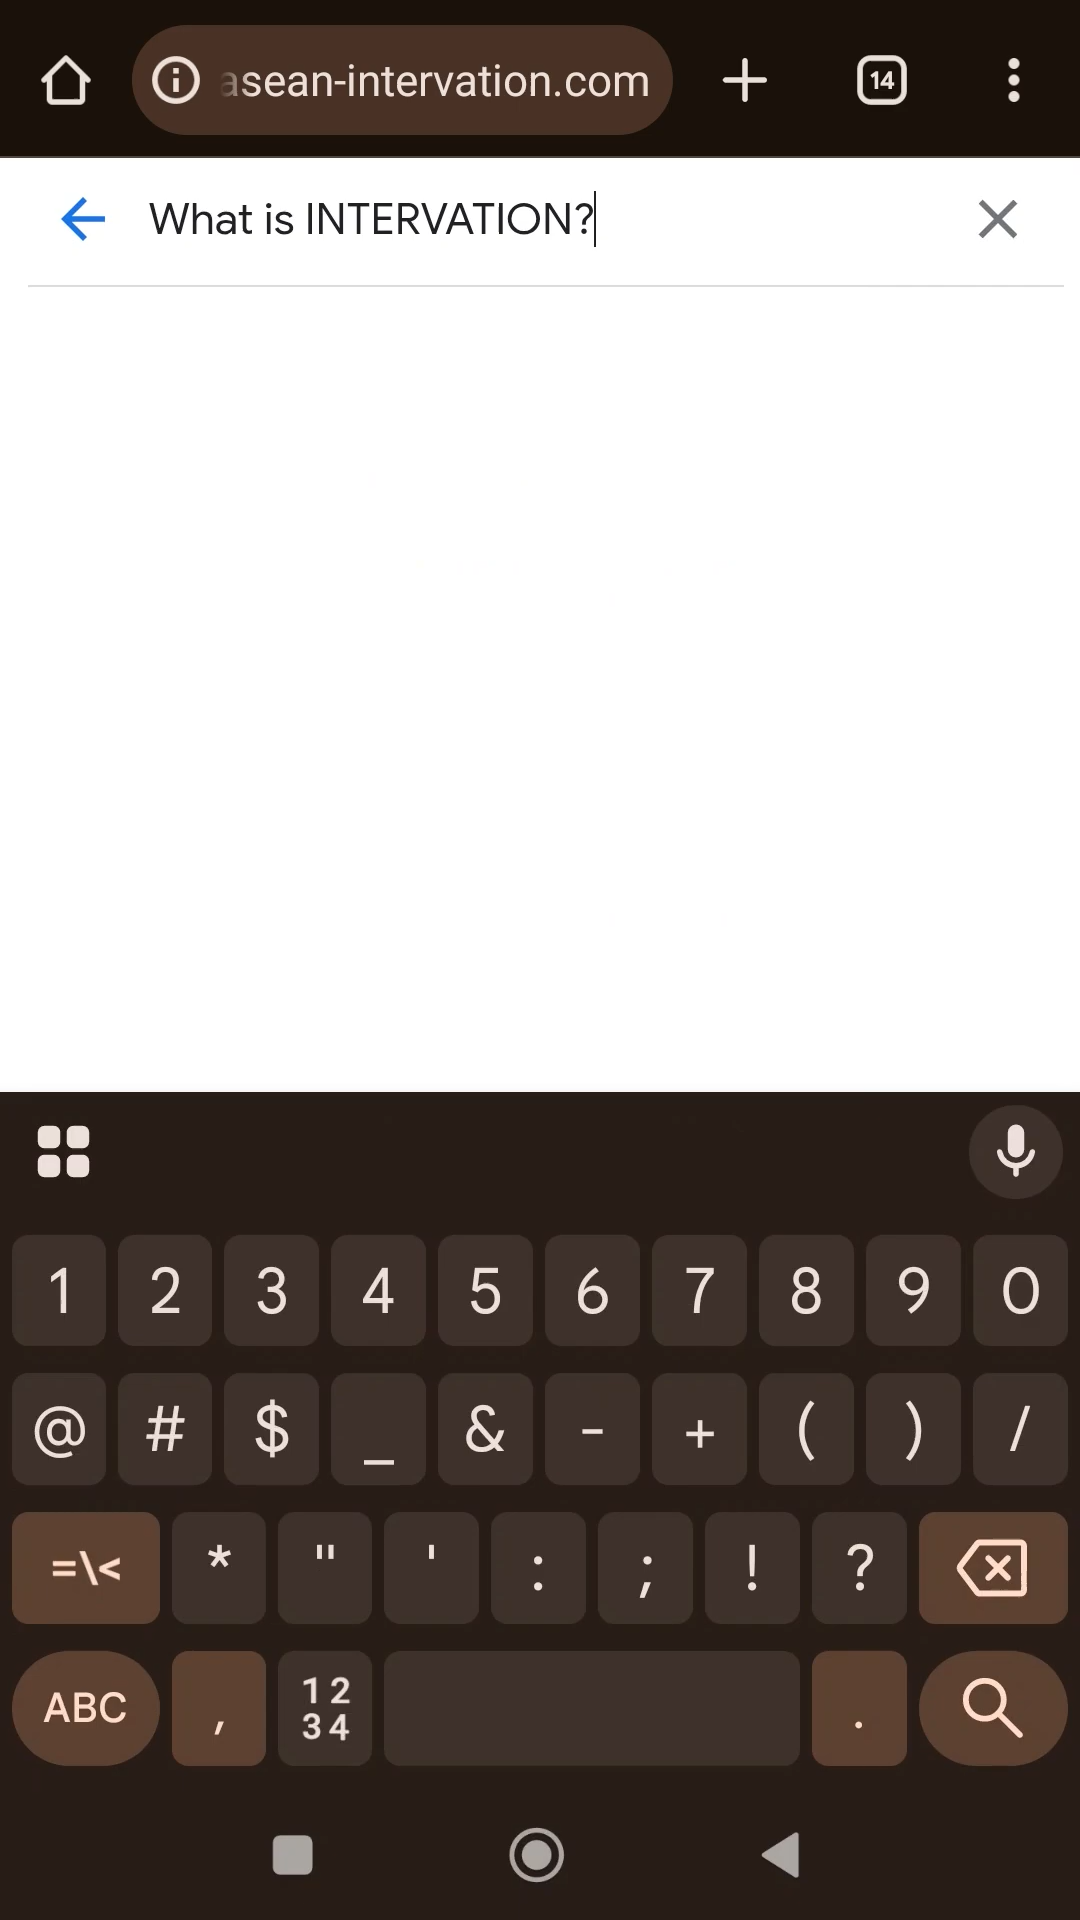 asean-intervation.com
14
What is INTERVATION?
1 2 3 4 5 6 7 8 9 0
@ # $ _ & - + ( ) /
=\< * " ' : ; ! ?
ABC , 12 .
34